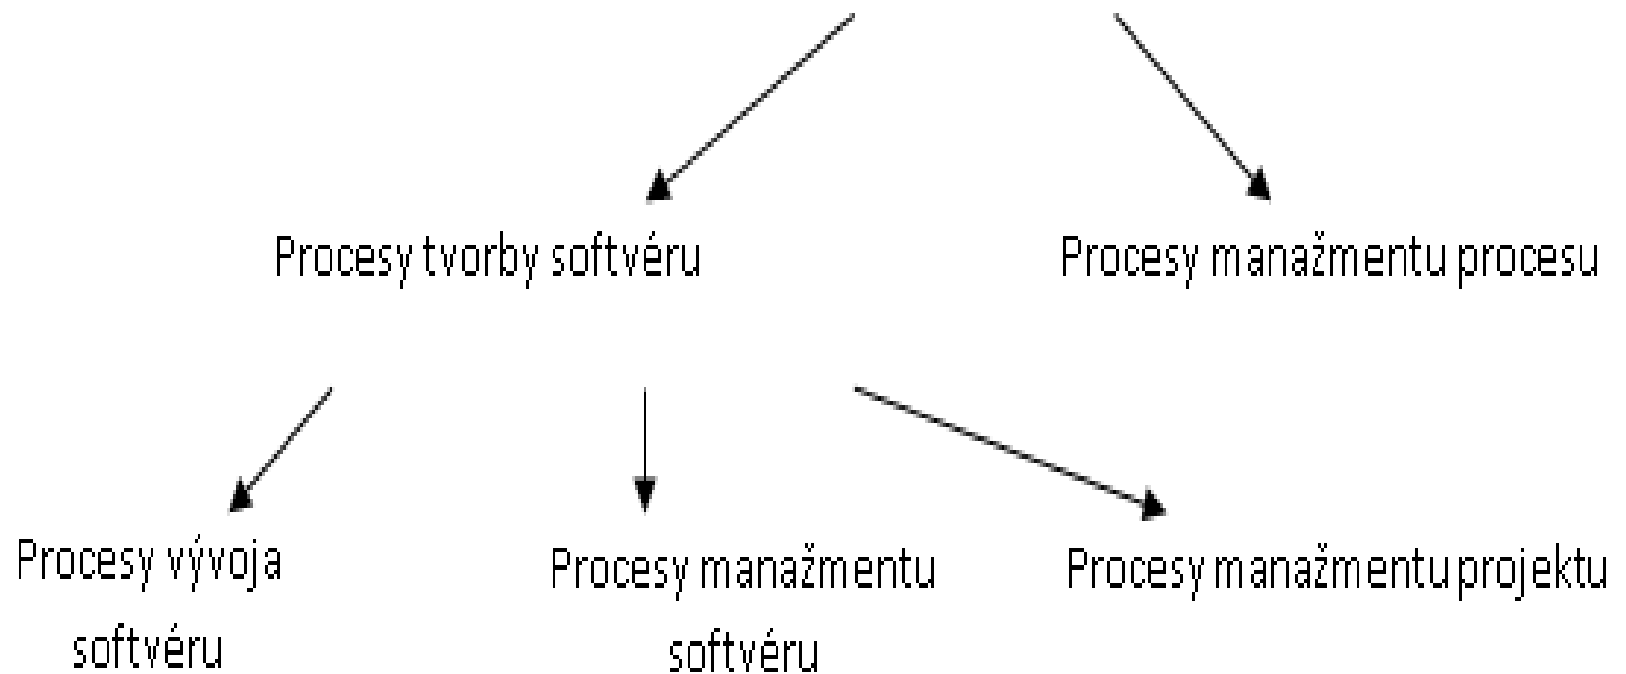 Procesy tvorby softvéru
Procesy manažmentu procesu
Procesy vývoja
softvéru
Procesy manažmentu
softvéru
Procesy manažmentu projektu